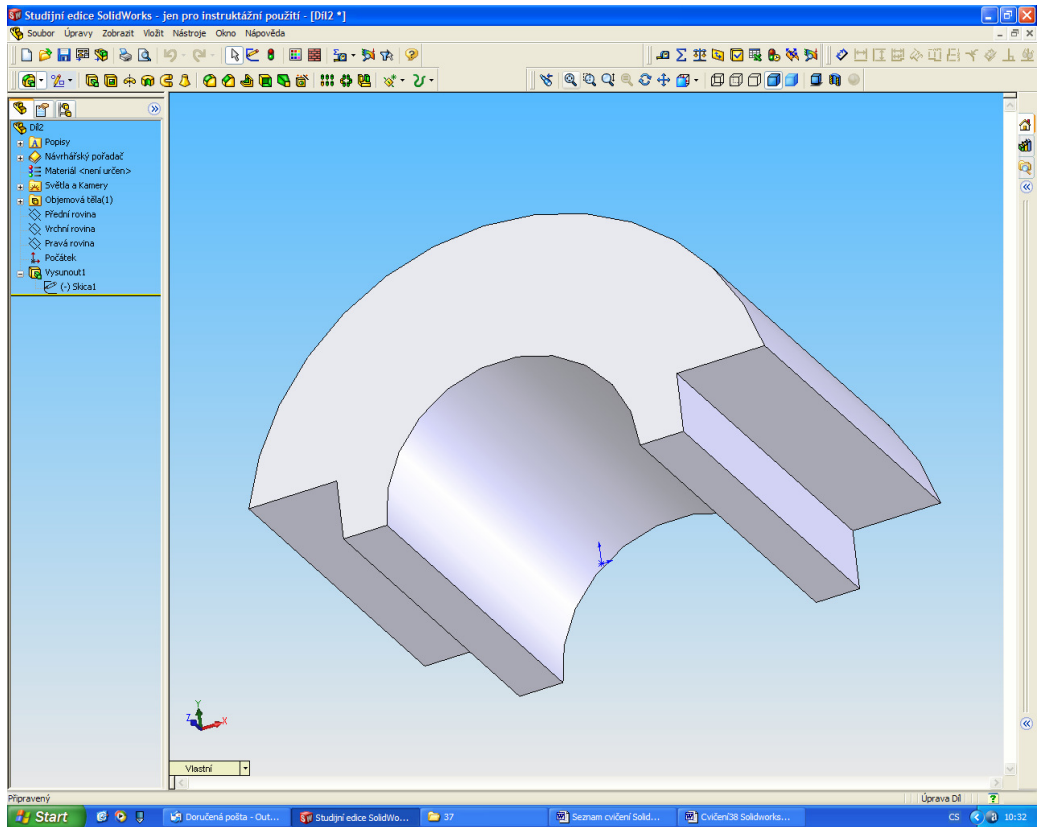 Studijní edice SolidWorks - jen pro instruktážní použití - [Díl2 *]
Soubor Úpravy Zobrazit Vložit Nástroje Okno Nápověda
Díl2
Popisy
Návrhářský pořadač
Materiál <není určen>
Světla a Kamery
Objemová těla(1)
Přední rovina
Vrchní rovina
Pravá rovina
Počátek
Vysunout1
(-) Skica1
Y
Z
X
Vlastní
Připravený
Úprava Díl
Start
Doručená pošta - Out...
Studijní edice SolidWo...
37
Seznam cvičení Solid...
Cvičení38 Solidworks...
CS
10:32